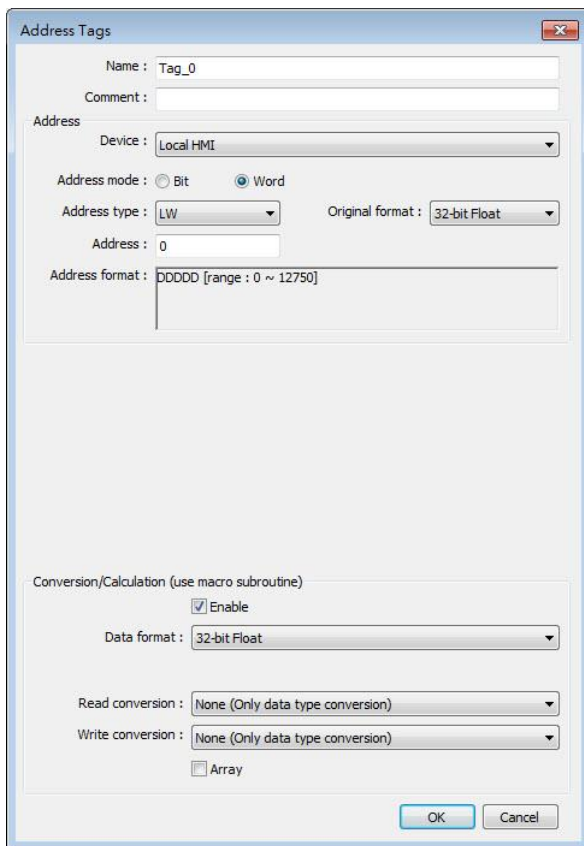 Address Tags
Name : Tag_0
Comment :
Address
Device : Local HMI
Address mode : Bit Word
Address type : LW Original format : 32-bit Float
Address : 0
Address format : DDDDD [range : 0 ~ 12750]
Conversion/Calculation (use macro subroutine)
Enable
Data format : 32-bit Float
Read conversion : None (Only data type conversion)
Write conversion : None (Only data type conversion)
Array
OK Cancel